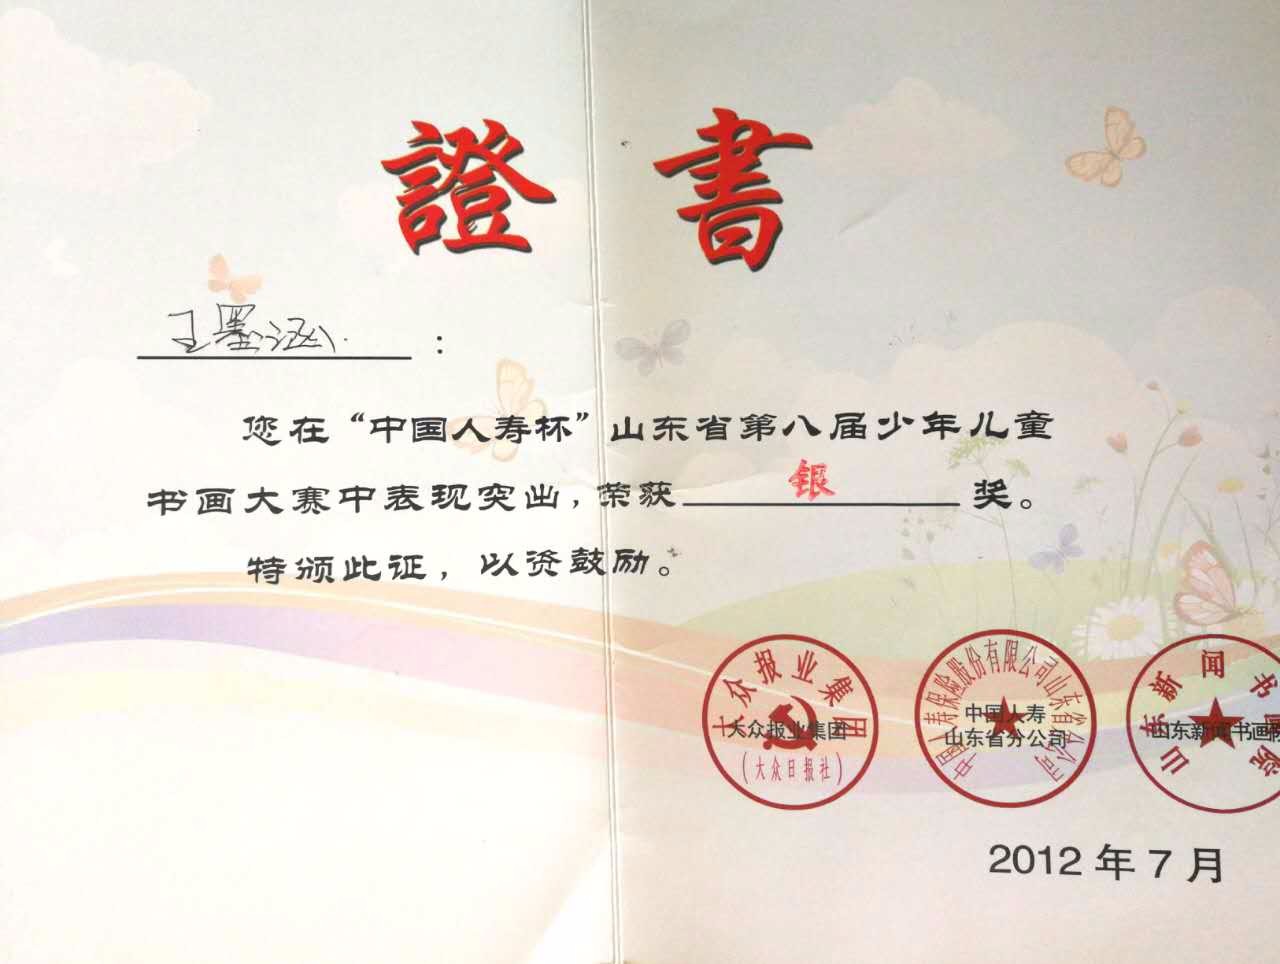 證書
王墨涵：
您在“中国人寿杯”山东省第八届少年儿童
书画大赛中表现突出，荣获银奖。
特颁此证，以资鼓励。
大众报业集团
大众报业集团
（大众日报社）
中国人寿保险股份有限公司山东省分公司
中国人寿
山东省分公司
山东新闻书画院
山东新闻书画院
2012年7月